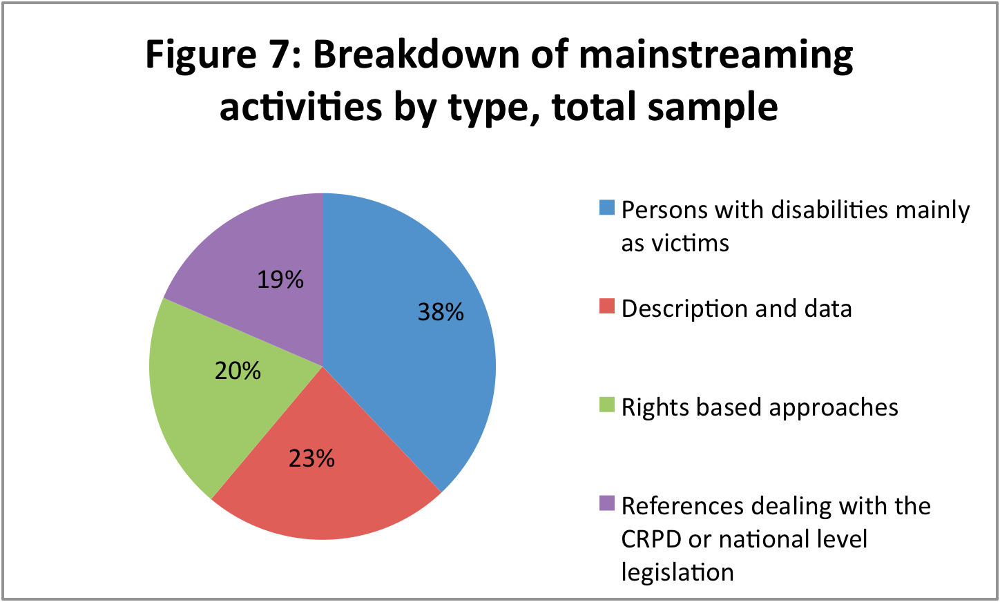 Figure 7: Breakdown of mainstreaming
activities by type, total sample
Persons with disabilities mainly
as victims
19%
Description and data
38%
20%
Rights based approaches
23%
References dealing with the
CRPD or national level
legislation